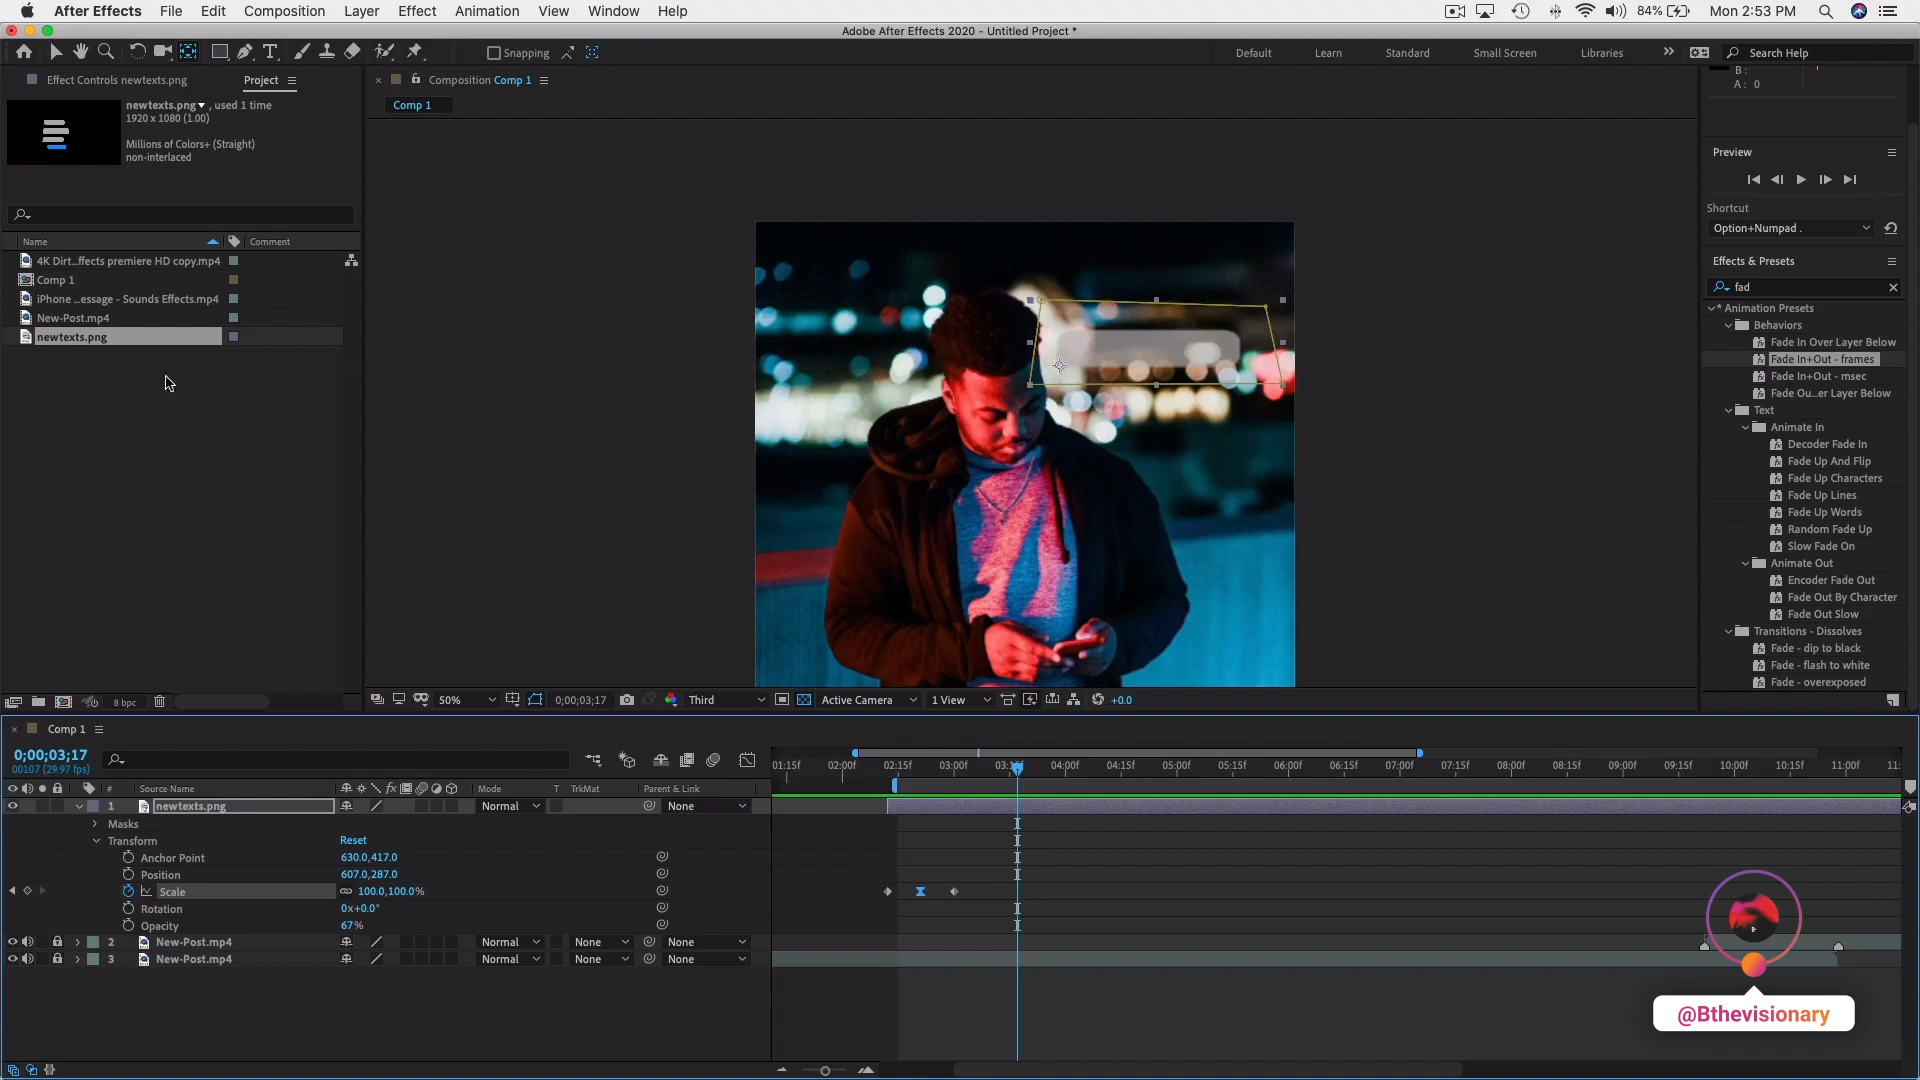 After Effects File Edit Composition Layer Effect Animation View Window Help
84% Mon 2:53 PM
Adobe After Effects 2020 - Untitled Project *
Snapping
Default Learn Standard Small Screen Libraries Search Help
Effect Controls newtexts.png Project
newtexts.png , used 1 time
1920 x 1080 (1.00)
Millions of Colors+ (Straight)
non-interlaced
Name Comment
4K Dirt...ffects premiere HD copy.mp4
Comp 1
iPhone ...essage - Sounds Effects.mp4
New-Post.mp4
newtexts.png
8 bpc
Composition Comp 1
Comp 1
50% 0;00;03;17 Third Active Camera 1 View +0.0
B :
A : 0
Preview
Shortcut
Option+Numpad .
Effects & Presets
fad
* Animation Presets
Behaviors
Fade In Over Layer Below
Fade In+Out - frames
Fade In+Out - msec
Fade Ou...er Layer Below
Text
Animate In
Decoder Fade In
Fade Up And Flip
Fade Up Characters
Fade Up Lines
Fade Up Words
Random Fade Up
Slow Fade On
Animate Out
Encoder Fade Out
Fade Out By Character
Fade Out Slow
Transitions - Dissolves
Fade - dip to black
Fade - flash to white
Fade - overexposed
Comp 1
0;00;03;17
00107 (29.97 fps)
01:15f 02:00f 02:15f 03:00f 04:00f 04:15f 05:00f 05:15f 06:00f 06:15f 07:00f 07:15f 08:00f 08:15f 09:00f 09:15f 10:00f 10:15f 11:00f 11:
# Source Name fx Mode T TrkMat Parent & Link
1 newtexts.png Normal None
Masks
Transform Reset
Anchor Point 630.0,417.0
Position 607.0,287.0
Scale 100.0,100.0%
Rotation 0x+0.0°
Opacity 67%
2 New-Post.mp4 Normal None None
3 New-Post.mp4 Normal None None
@Bthevisionary